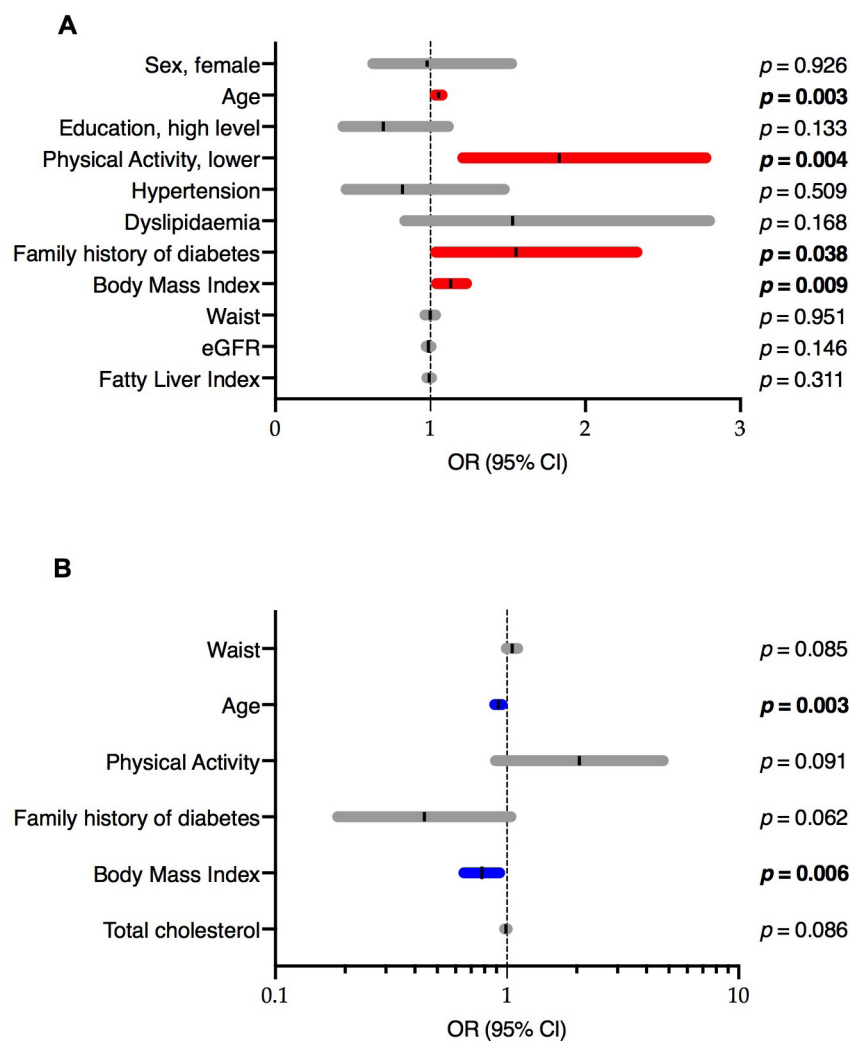 A
Sex, female p = 0.926
Age p = 0.003
Education, high level p = 0.133
Physical Activity, lower p = 0.004
Hypertension p = 0.509
Dyslipidaemia p = 0.168
Family history of diabetes p = 0.038
Body Mass Index p = 0.009
Waist p = 0.951
eGFR p = 0.146
Fatty Liver Index p = 0.311
0 1 2 3
OR (95% CI)
B
Waist p = 0.085
Age p = 0.003
Physical Activity p = 0.091
Family history of diabetes p = 0.062
Body Mass Index p = 0.006
Total cholesterol p = 0.086
0.1 1 10
OR (95% CI)